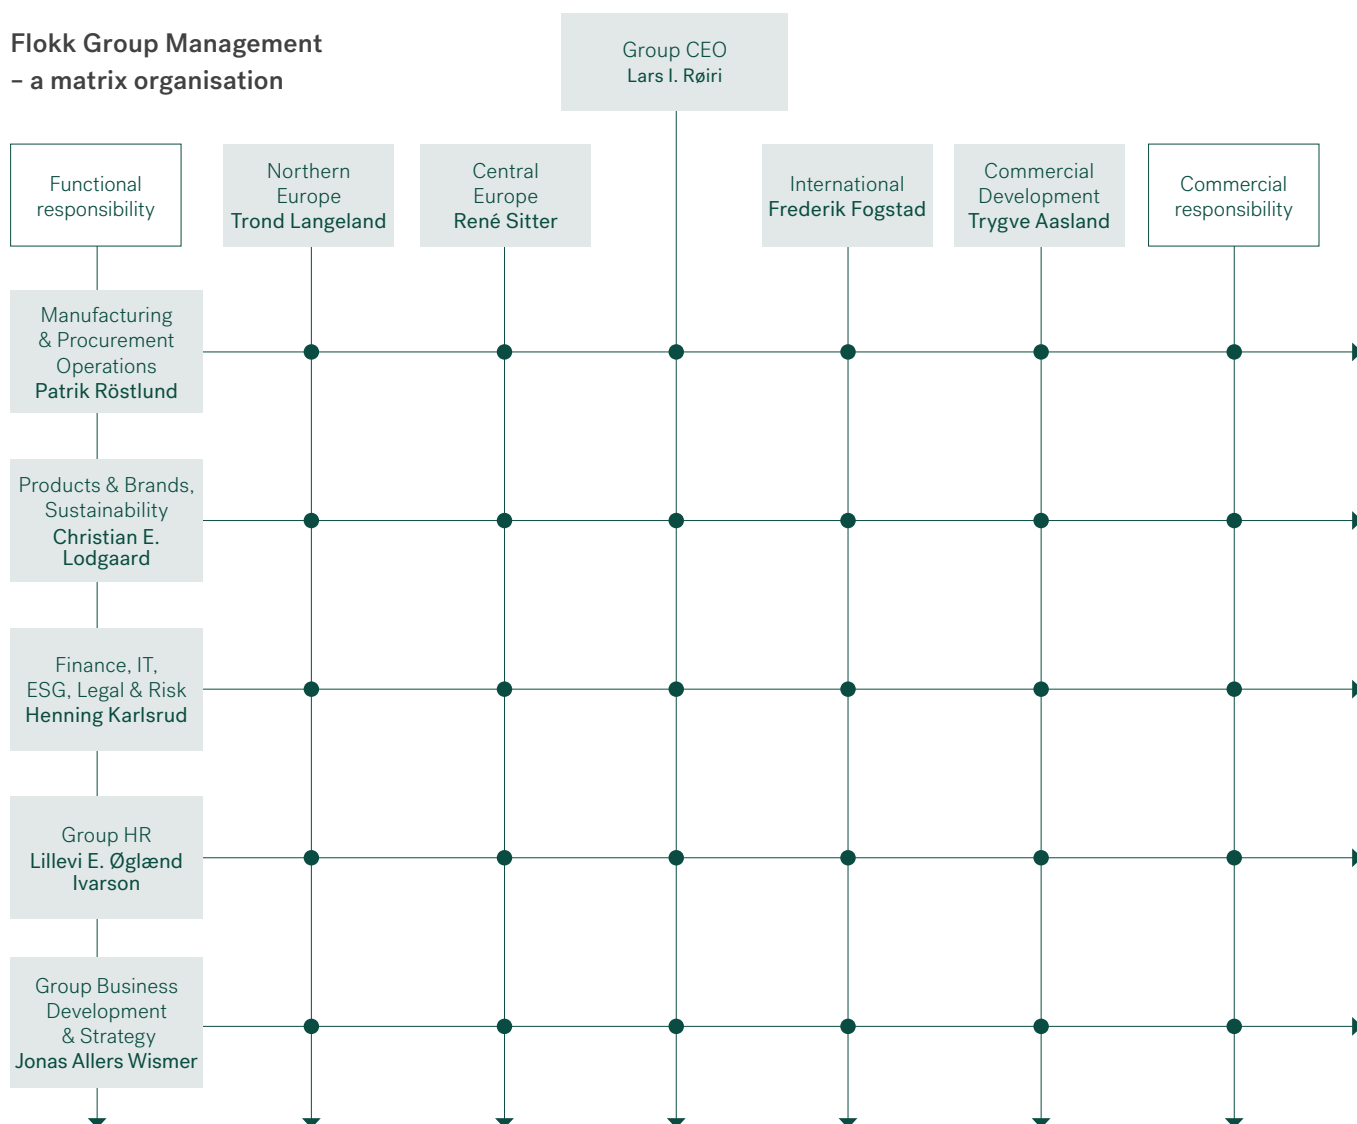 Flokk Group Management
– a matrix organisation
Group CEO
Lars I. Røiri
Functional
responsibility
Northern
Europe
Trond Langeland
Central
Europe
René Sitter
International
Frederik Fogstad
Commercial
Development
Trygve Aasland
Commercial
responsibility
Manufacturing
& Procurement
Operations
Patrik Röstlund
Products & Brands,
Sustainability
Christian E.
Lodgaard
Finance, IT,
ESG, Legal & Risk
Henning Karlsrud
Group HR
Lillevi E. Øglænd
Ivarson
Group Business
Development
& Strategy
Jonas Allers Wismer